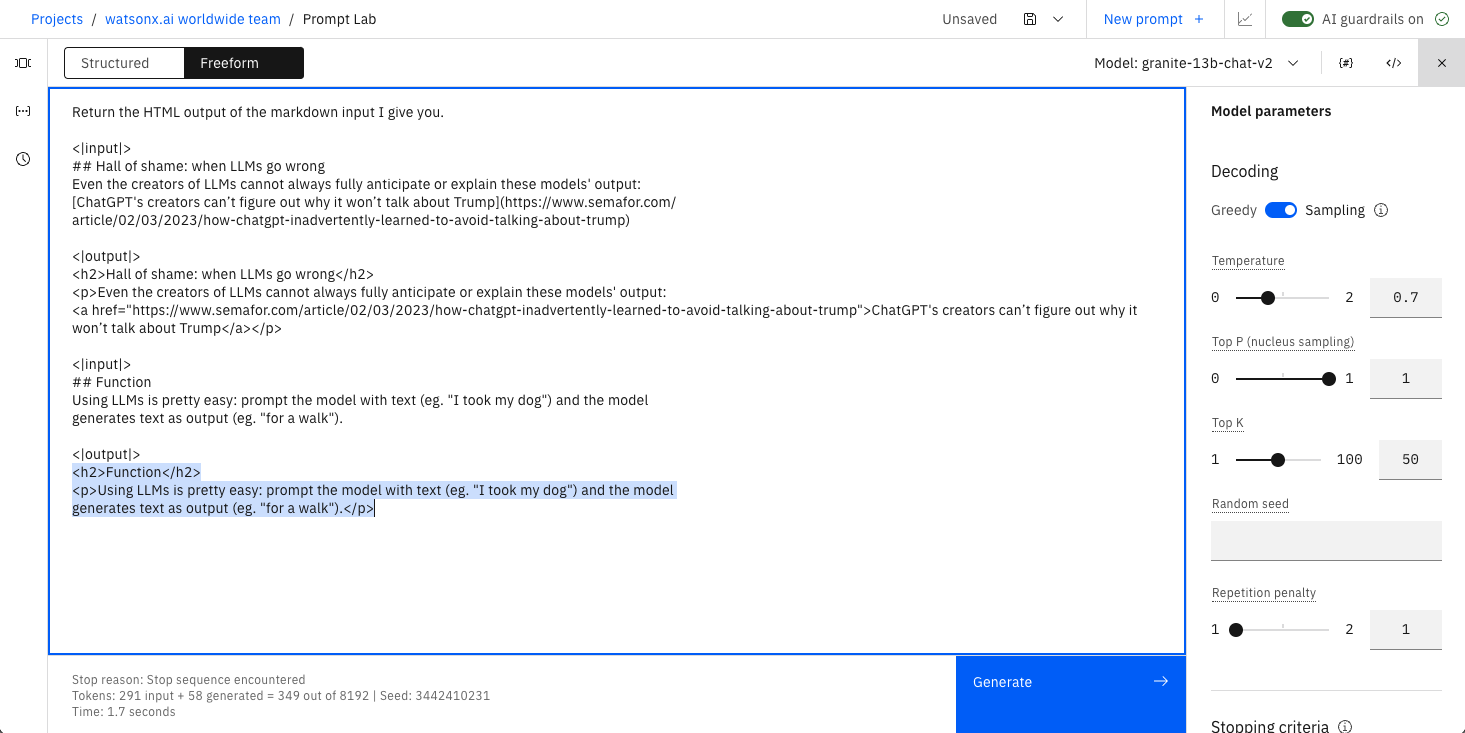 Projects / watsonx.ai worldwide team / Prompt Lab
Unsaved
New prompt +
AI guardrails on
Structured
Freeform
Model: granite-13b-chat-v2
{#}
</>
Return the HTML output of the markdown input I give you.
<|input|>
## Hall of shame: when LLMs go wrong
Even the creators of LLMs cannot always fully anticipate or explain these models' output:
[ChatGPT's creators can’t figure out why it won’t talk about Trump](https://www.semafor.com/
article/02/03/2023/how-chatgpt-inadvertently-learned-to-avoid-talking-about-trump)
<|output|>
<h2>Hall of shame: when LLMs go wrong</h2>
<p>Even the creators of LLMs cannot always fully anticipate or explain these models' output:
<a href="https://www.semafor.com/article/02/03/2023/how-chatgpt-inadvertently-learned-to-avoid-talking-about-trump">ChatGPT's creators can’t figure out why it
won’t talk about Trump</a></p>
<|input|>
## Function
Using LLMs is pretty easy: prompt the model with text (eg. "I took my dog") and the model
generates text as output (eg. "for a walk").
<|output|>
<h2>Function</h2>
<p>Using LLMs is pretty easy: prompt the model with text (eg. "I took my dog") and the model
generates text as output (eg. "for a walk").</p>
Stop reason: Stop sequence encountered
Tokens: 291 input + 58 generated = 349 out of 8192 | Seed: 3442410231
Time: 1.7 seconds
Generate
Model parameters
Decoding
Greedy Sampling
Temperature
0 2 0.7
Top P (nucleus sampling)
0 1 1
Top K
1 100 50
Random seed
Repetition penalty
1 2 1
Stopping criteria